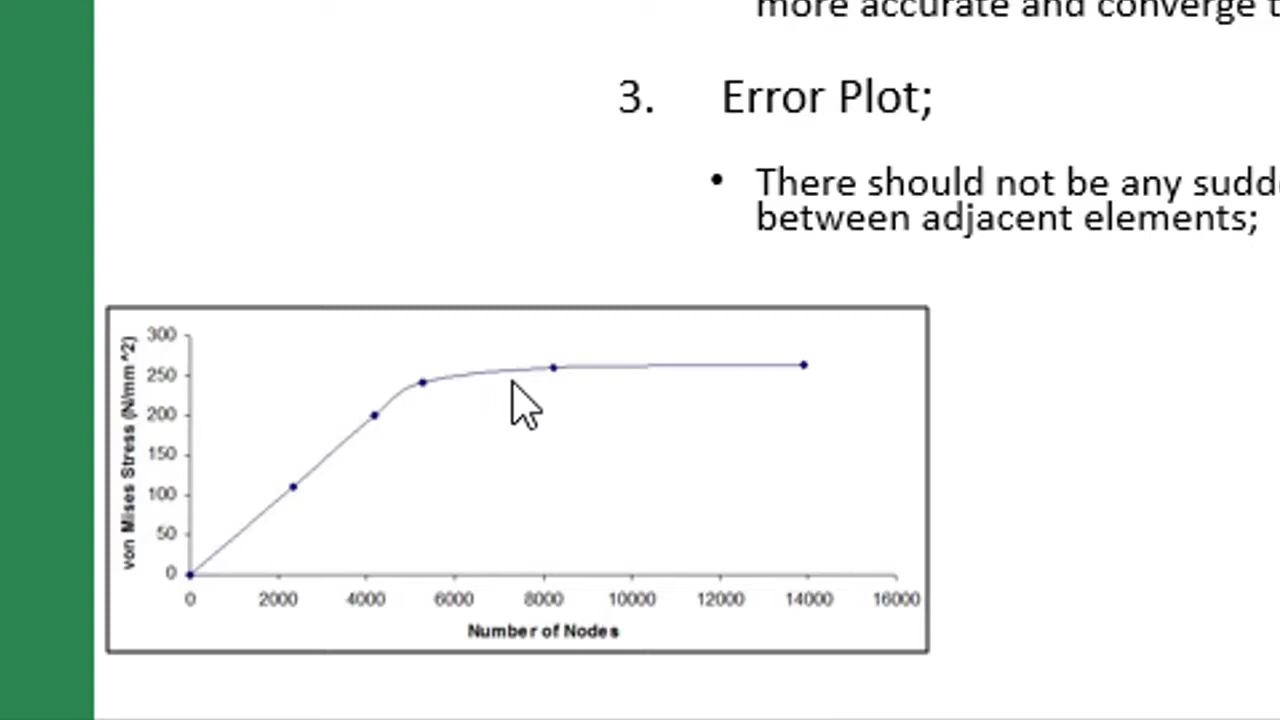 more accurate and converge t
3. Error Plot;
• There should not be any sudd
between adjacent elements;
300
250
200
150
100
50
0
von Mises Stress (N/mm ^2)
0 2000 4000 6000 8000 10000 12000 14000 16000
Number of Nodes